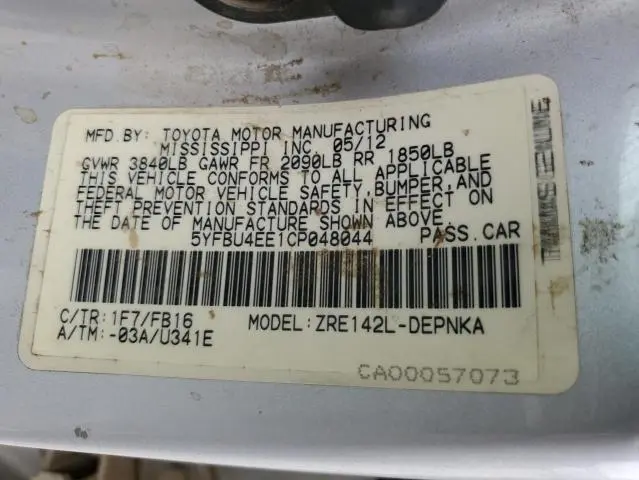 MFD BY: TOYOTA MOTOR MANUFACTURING
MISSISSIPPI INC. 05/12
GVWR 3840LB GAWR FR 2090LB RR 1850LB
THIS VEHICLE CONFORMS TO ALL APPLICABLE
FEDERAL MOTOR VEHICLE SAFETY,BUMPER,AND
THEFT PREVENTION STANDARDS IN EFFECT ON
THE DATE OF MANUFACTURE SHOWN ABOVE.
5YFBU4EE1CP048044 PASS.CAR
C/TR:1F7/FB16 MODEL:ZRE142L-DEPNKA
A/TM:-03A/U341E
CA00057073